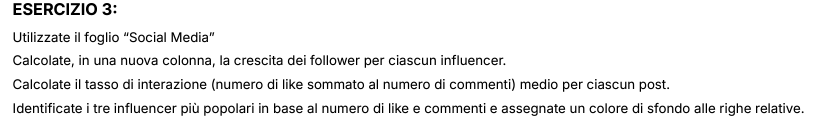 ESERCIZIO 3:
Utilizzate il foglio “Social Media”
Calcolate, in una nuova colonna, la crescita dei follower per ciascun influencer.
Calcolate il tasso di interazione (numero di like sommato al numero di commenti) medio per ciascun post.
Identificate i tre influencer più popolari in base al numero di like e commenti e assegnate un colore di sfondo alle righe relative.